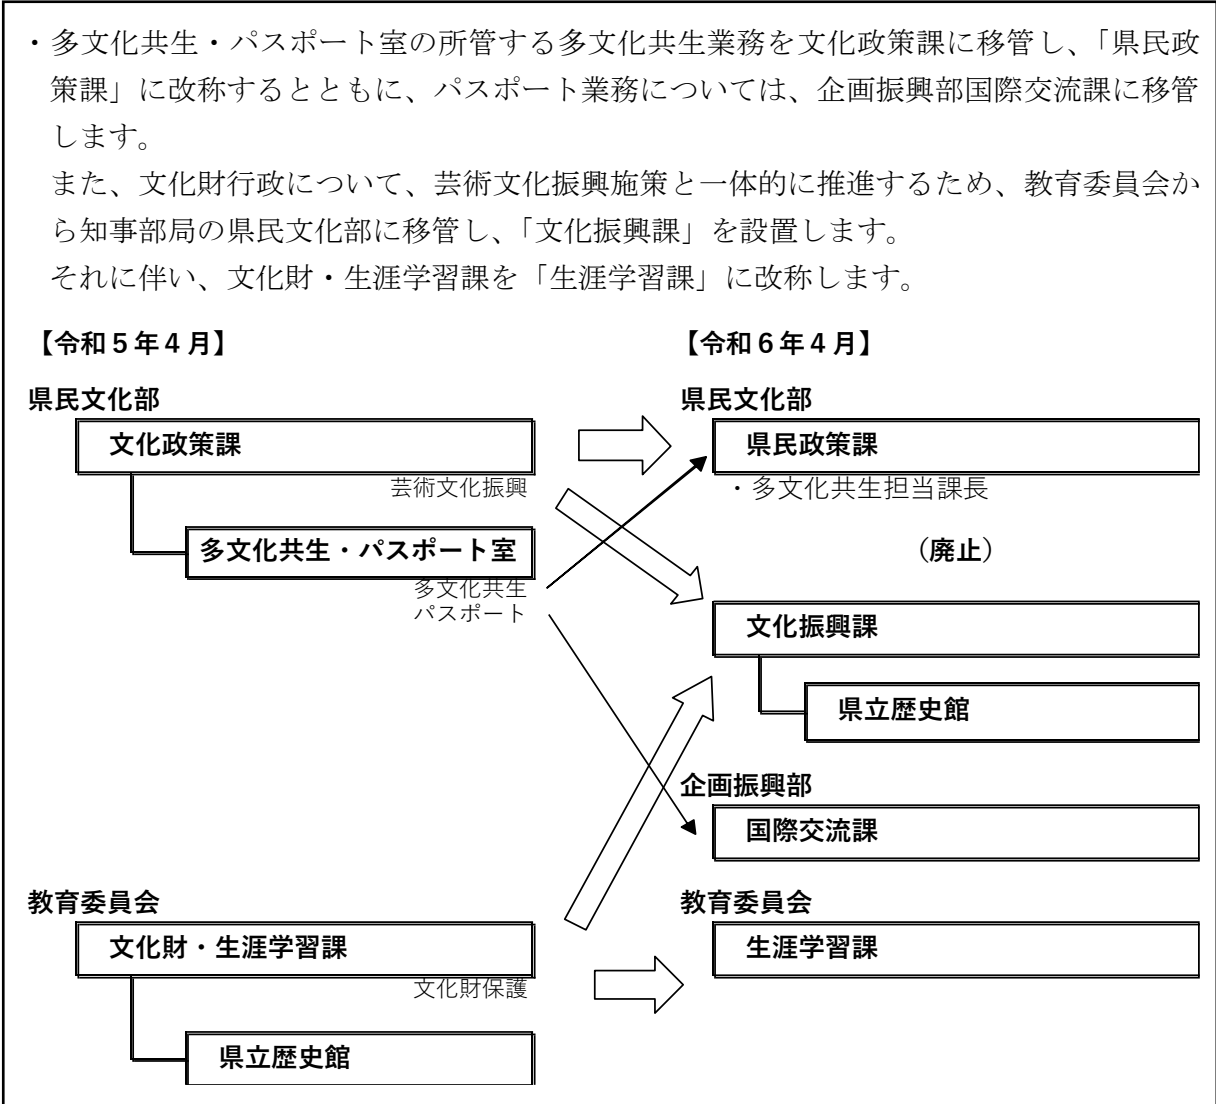 ・多文化共生・パスポート室の所管する多文化共生業務を文化政策課に移管し、「県民政
策課」に改称するとともに、パスポート業務については、企画振興部国際交流課に移管
します。
また、文化財行政について、芸術文化振興施策と一体的に推進するため、教育委員会か
ら知事部局の県民文化部に移管し、「文化振興課」を設置します。
それに伴い、文化財・生涯学習課を「生涯学習課」に改称します。
【令和5年4月】
県民文化部
文化政策課
芸術文化振興
多文化共生・パスポート室
多文化共生
パスポート
教育委員会
文化財・生涯学習課
文化財保護
県立歴史館
【令和6年4月】
県民文化部
県民政策課
・多文化共生担当課長
（廃止）
文化振興課
県立歴史館
企画振興部
国際交流課
教育委員会
生涯学習課